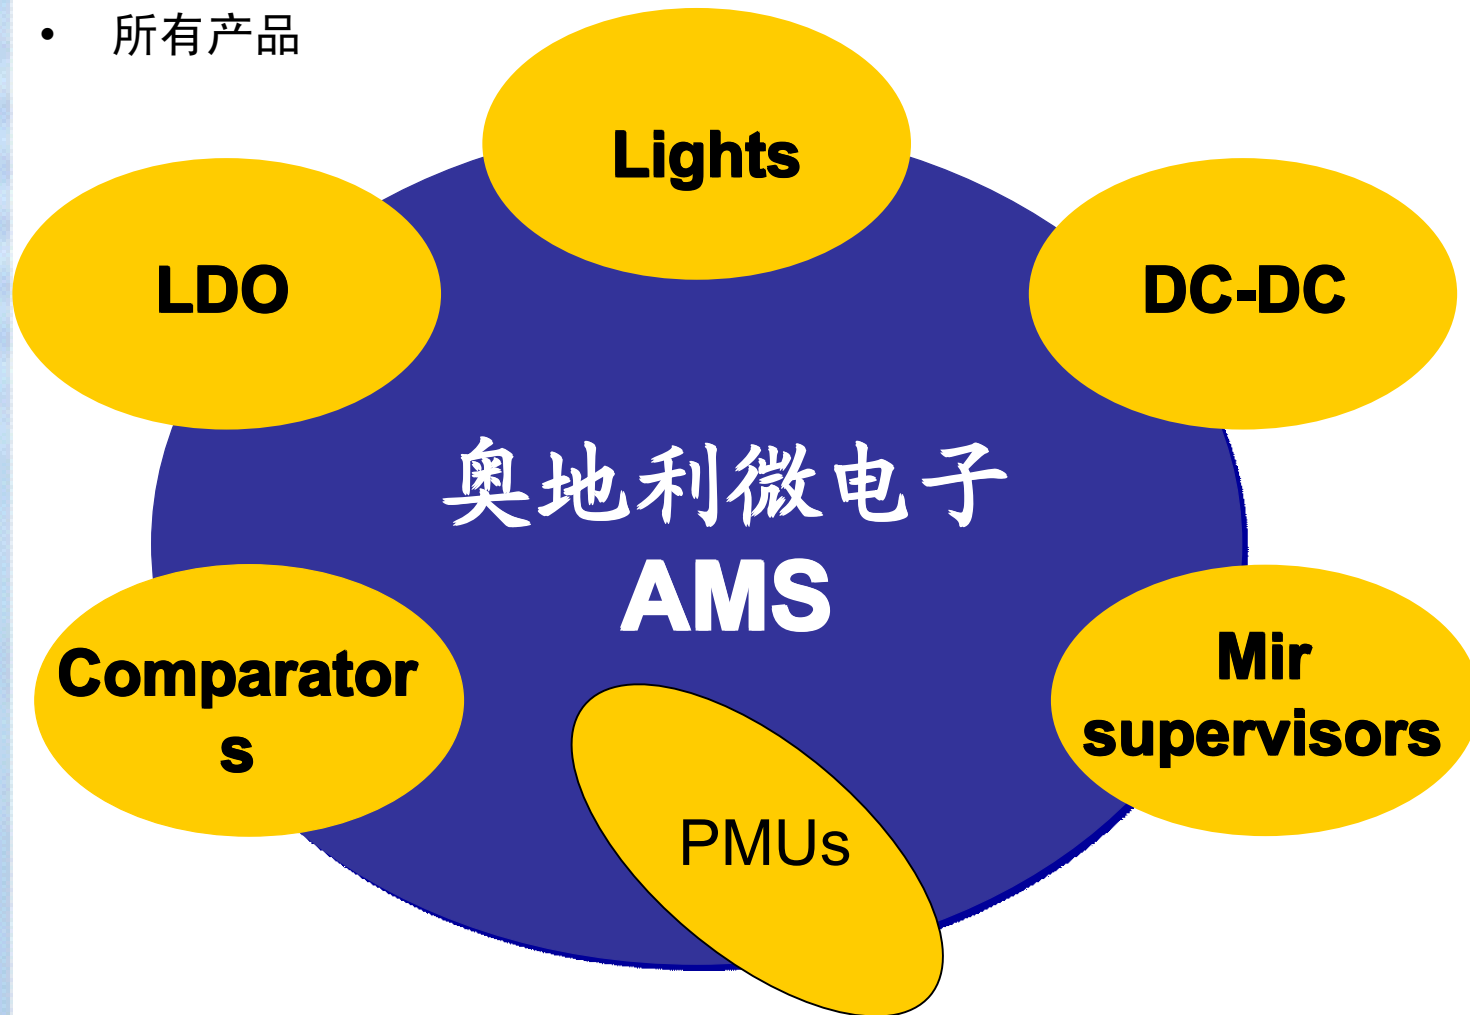 • 所有产品
Lights
LDO
DC-DC
奥地利微电子
AMS
Comparator
s
Mir
supervisors
PMUs